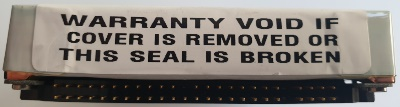 WARRANTY VOID IF
COVER IS REMOVED OR
THIS SEAL IS BROKEN